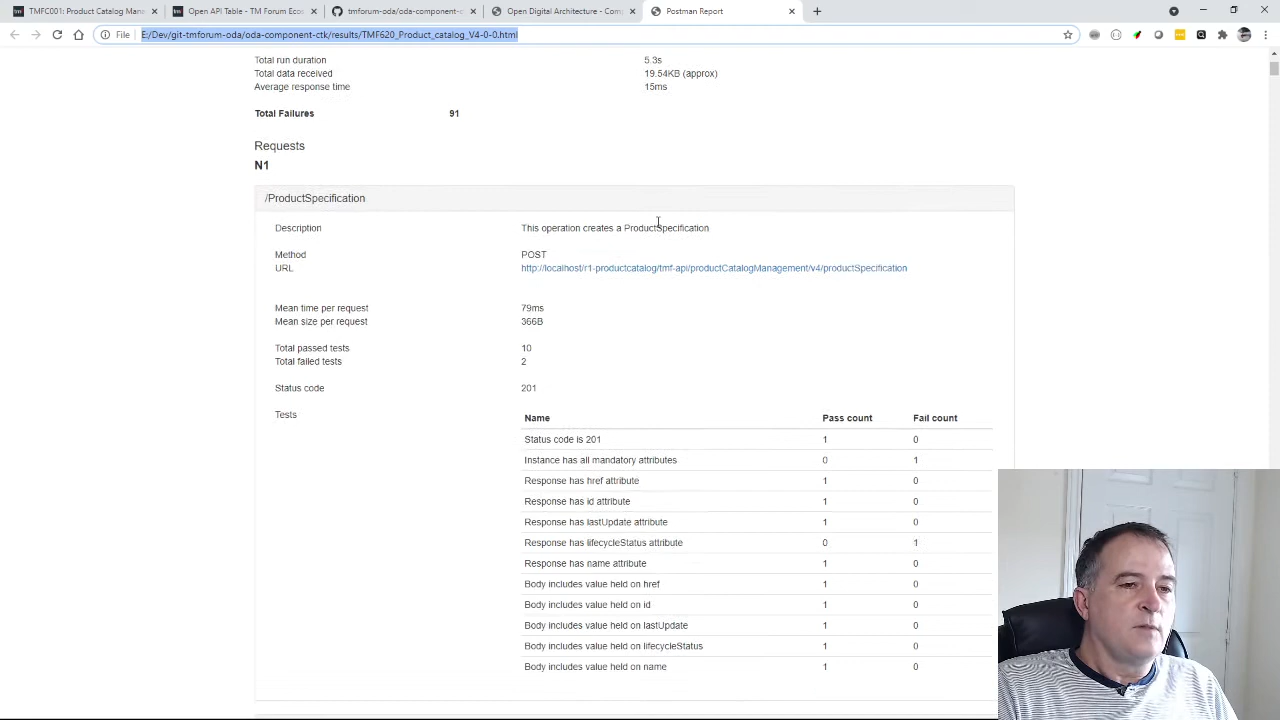 TMFC001: Product Catalog Mana
Open API Table - TM Forum Eco
tmforum-oda/oda-component-c
Open Digital Architecture - Comp
Postman Report
File
E:/Dev/git-tmforum-oda/oda-component-ctk/results/TMF620_Product_catalog_V4-0-0.html
Total run duration 5.3s
Total data received 19.54KB (approx)
Average response time 15ms
Total Failures 91
Requests
N1
/ProductSpecification
Description This operation creates a ProductSpecification
Method POST
URL http://localhost/r1-productcatalog/tmf-api/productCatalogManagement/v4/productSpecification
Mean time per request 79ms
Mean size per request 366B
Total passed tests 10
Total failed tests 2
Status code 201
Tests
Name Pass count Fail count
Status code is 201 1 0
Instance has all mandatory attributes 0 1
Response has href attribute 1 0
Response has id attribute 1 0
Response has lastUpdate attribute 1 0
Response has lifecycleStatus attribute 0 1
Response has name attribute 1 0
Body includes value held on href 1 0
Body includes value held on id 1 0
Body includes value held on lastUpdate 1 0
Body includes value held on lifecycleStatus 1 0
Body includes value held on name 1 0